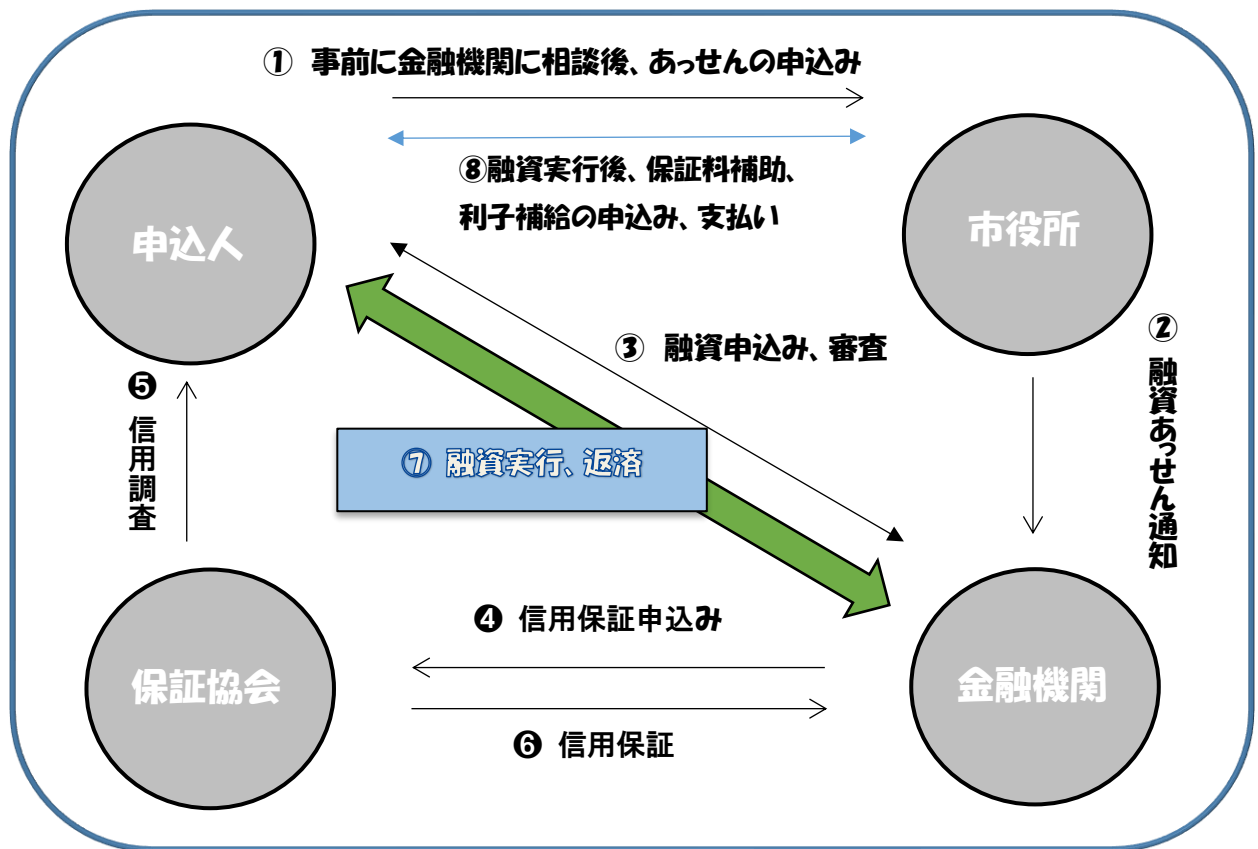 ① 事前に金融機関に相談後、あっせんの申込み
⑧融資実行後、保証料補助、
利子補給の申込み、支払い
申込人
市役所
③ 融資申込み、審査
② 融資あっせん通知
❺ 信用調査
⑦ 融資実行、返済
❹ 信用保証申込み
保証協会
金融機関
❻ 信用保証